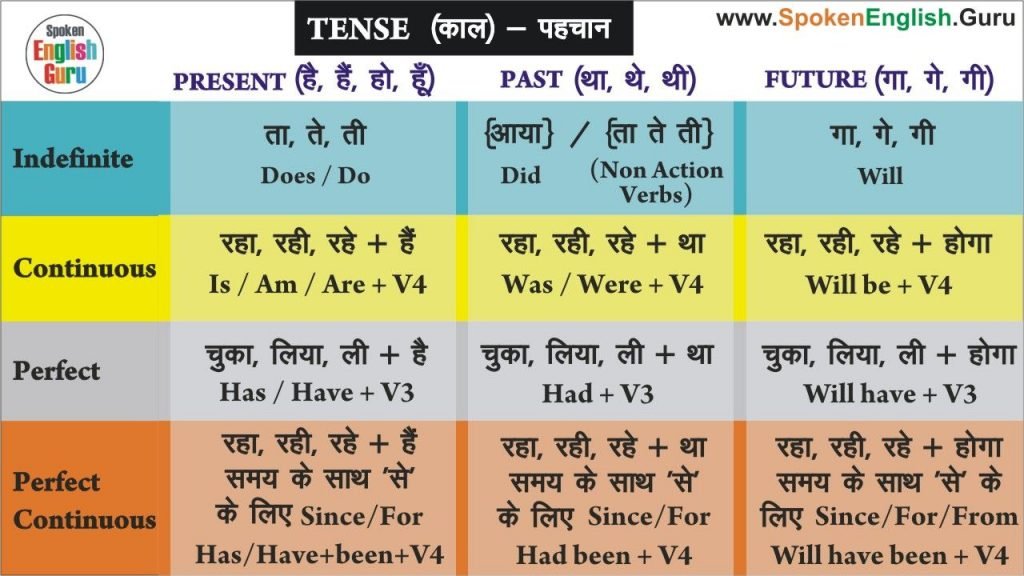 Spoken
English
Guru
TENSE (काल) – पहचान
www.SpokenEnglish.Guru
PRESENT (है, हैं, हो, हूँ)
PAST (था, थे, थी)
FUTURE (गा, गे, गी)
Indefinite
ता, ते, ती
Does / Do
{आया} / {ता ते ती}
Did (Non Action
Verbs)
गा, गे, गी
Will
Continuous
रहा, रही, रहे + हैं
Is / Am / Are + V4
रहा, रही, रहे + था
Was / Were + V4
रहा, रही, रहे + होगा
Will be + V4
Perfect
चुका, लिया, ली + है
Has / Have + V3
चुका, लिया, ली + था
Had + V3
चुका, लिया, ली + होगा
Will have + V3
Perfect
Continuous
रहा, रही, रहे + हैं
समय के साथ 'से'
के लिए Since/For
Has/Have+been+V4
रहा, रही, रहे + था
समय के साथ 'से'
के लिए Since/For
Had been + V4
रहा, रही, रहे + होगा
समय के साथ 'से' के
लिए Since/For/From
Will have been + V4